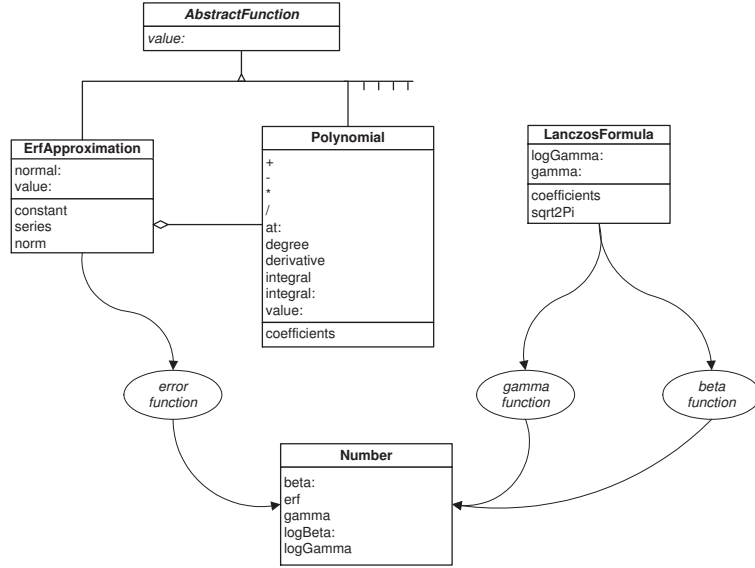 AbstractFunction
value:
ErfApproximation
normal:
value:
constant
series
norm
Polynomial
+
-
*
/
at:
degree
derivative
integral
integral:
value:
coefficients
LanczosFormula
logGamma:
gamma:
coefficients
sqrt2Pi
error
function
gamma
function
beta
function
Number
beta:
erf
gamma
logBeta:
logGamma